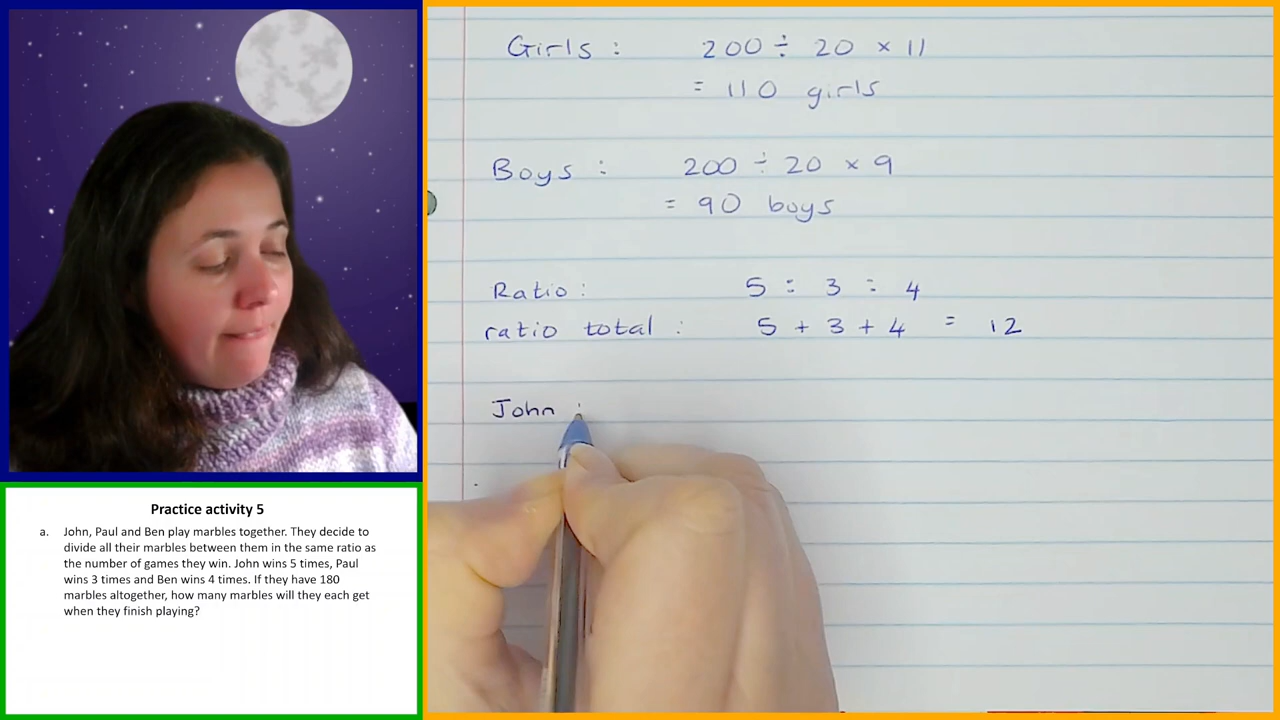 Girls : 200 ÷ 20 × 11
= 110 girls
Boys : 200 ÷ 20 × 9
= 90 boys
Ratio : 5 : 3 : 4
ratio total : 5 + 3 + 4 = 12
John :
Practice activity 5
a. John, Paul and Ben play marbles together. They decide to
divide all their marbles between them in the same ratio as
the number of games they win. John wins 5 times, Paul
wins 3 times and Ben wins 4 times. If they have 180
marbles altogether, how many marbles will they each get
when they finish playing?